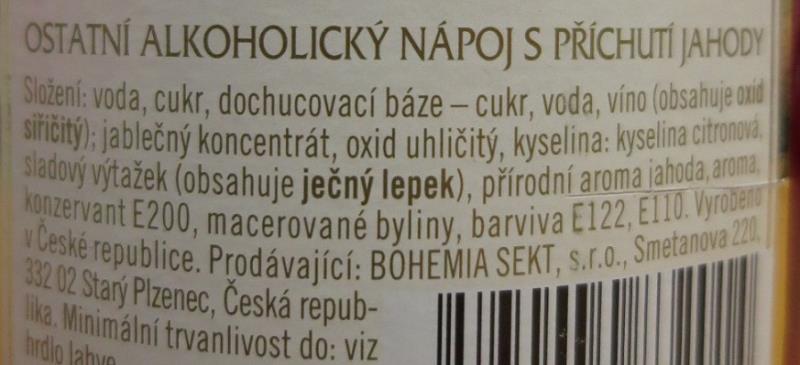 OSTATNÍ ALKOHOLICKÝ NÁPOJ S PŘÍCHUTÍ JAHODY
Složení: voda, cukr, dochucovací báze – cukr, voda, víno (obsahuje oxid
siřičitý); jablečný koncentrát, oxid uhličitý, kyselina: kyselina citronová,
sladový výtažek (obsahuje ječný lepek), přírodní aroma jahoda, aroma,
konzervant E200, macerované byliny, barviva E122, E110. Vyrobeno
v České republice. Prodávající: BOHEMIA SEKT, s.r.o., Smetanova 220,
332 02 Starý Plzenec, Česká repub-
lika. Minimální trvanlivost do: viz
hrdlo lahve